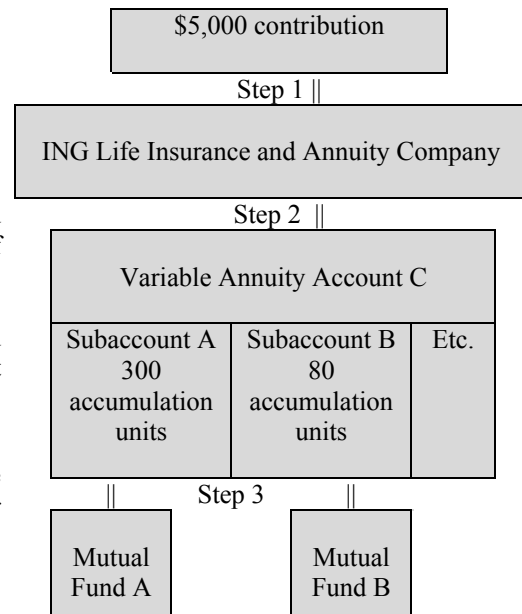 $5,000 contribution
Step 1 ||
ING Life Insurance and Annuity Company
Step 2 ||
Variable Annuity Account C
Subaccount A
300
accumulation
units
Subaccount B
80
accumulation
units
Etc.
|| Step 3 ||
Mutual
Fund A
Mutual
Fund B